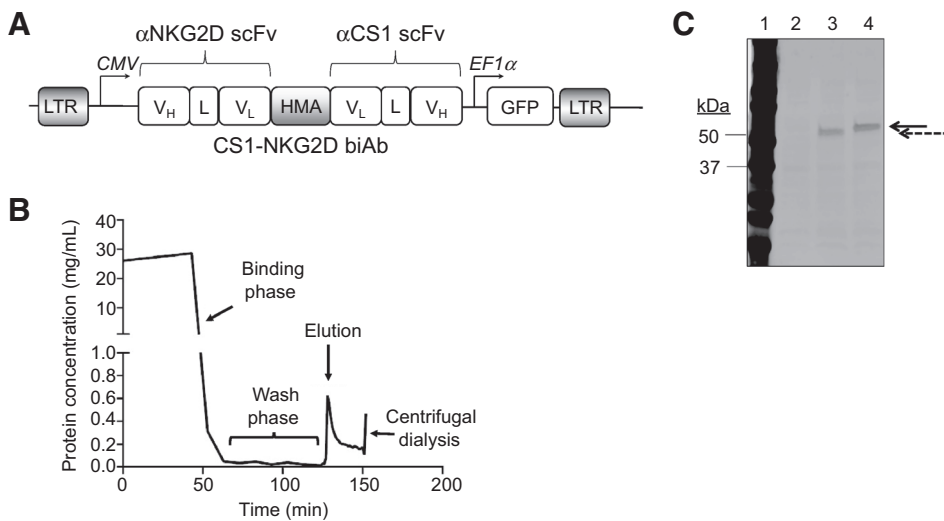 A
αNKG2D scFv
αCS1 scFv
CMV
EF1α
LTR
VH
L
VL
HMA
VL
L
VH
GFP
LTR
CS1-NKG2D biAb
B
Protein concentration (mg/mL)
40
30
20
10
1.0
0.8
0.6
0.4
0.2
0.0
Binding
phase
Wash
phase
Elution
Centrifugal
dialysis
0
50
100
150
200
Time (min)
C
1 2 3 4
kDa
50
37